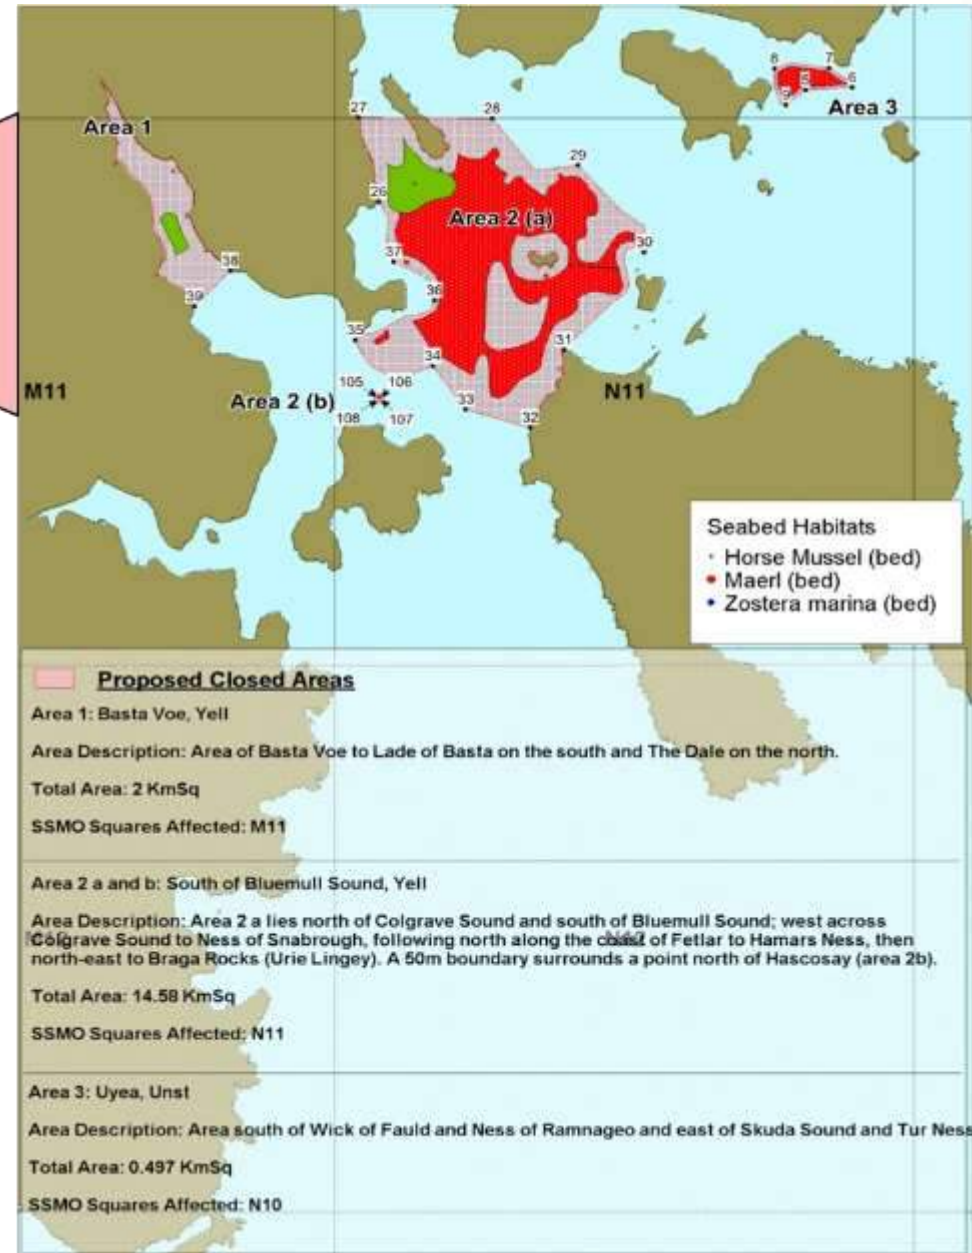 8
7
5
6
9
Area 3
27
28
Area 1
29
26
Area 2 (a)
30
37
38
36
39
35
31
34
105
106
M11
Area 2 (b)
N11
33
108
107
32
Seabed Habitats
Horse Mussel (bed)
Maerl (bed)
Zostera marina (bed)
Proposed Closed Areas
Area 1: Basta Voe, Yell
Area Description: Area of Basta Voe to Lade of Basta on the south and The Dale on the north.
Total Area: 2 KmSq
SSMO Squares Affected: M11
Area 2 a and b: South of Bluemull Sound, Yell
Area Description: Area 2 a lies north of Colgrave Sound and south of Bluemull Sound; west across
Colgrave Sound to Ness of Snabrough, following north along the coast of Fetlar to Hamars Ness, then
north-east to Braga Rocks (Urie Lingey). A 50m boundary surrounds a point north of Hascosay (area 2b).
Total Area: 14.58 KmSq
SSMO Squares Affected: N11
Area 3: Uyea, Unst
Area Description: Area south of Wick of Fauld and Ness of Ramnageo and east of Skuda Sound and Tur Ness
Total Area: 0.497 KmSq
SSMO Squares Affected: N10